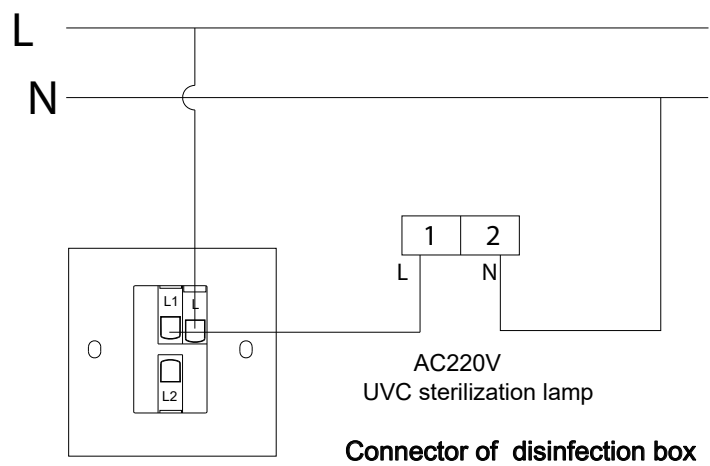 L
N
1 2
L N
L1 L
L2
AC220V
UVC sterilization lamp
Connector of disinfection box